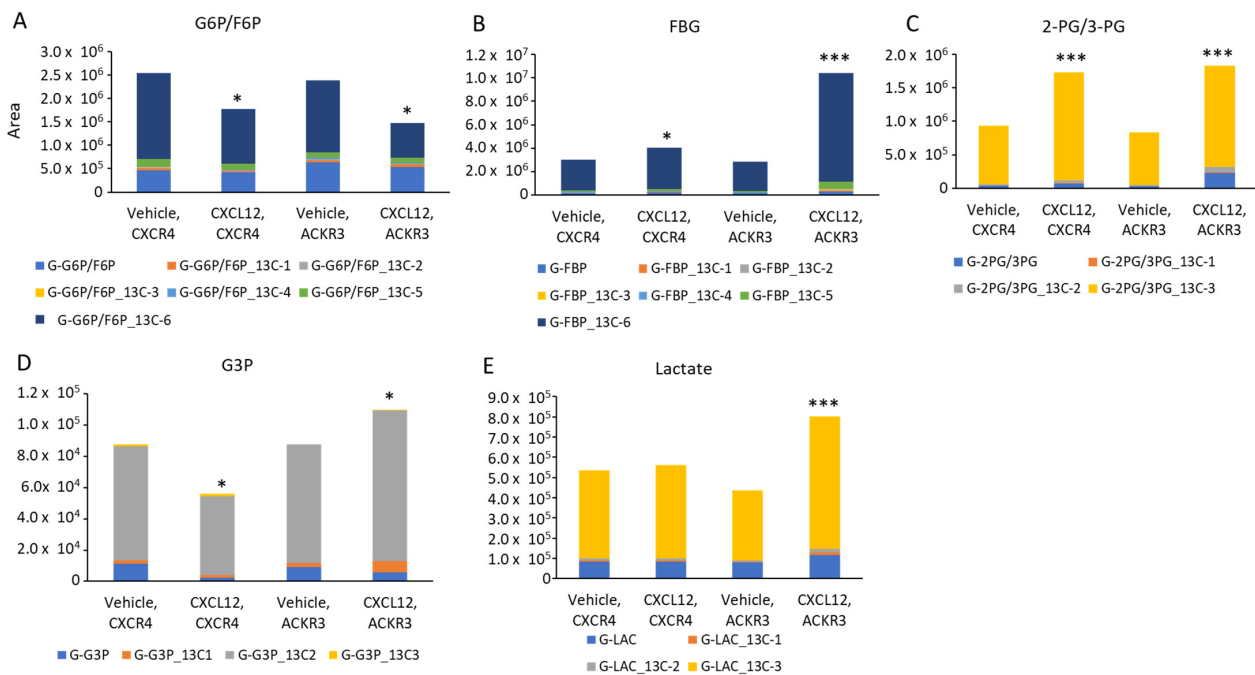 A
G6P/F6P
Area
3.0 x 10⁶
2.5 x 10⁶
2.0 x 10⁶
1.5 x 10⁶
1.0 x 10⁶
5.0 x 10⁵
0
*
*
Vehicle, CXCL12, Vehicle, CXCL12,
CXCR4 CXCR4 ACKR3 ACKR3
G-G6P/F6P G-G6P/F6P_13C-1 G-G6P/F6P_13C-2
G-G6P/F6P_13C-3 G-G6P/F6P_13C-4 G-G6P/F6P_13C-5
G-G6P/F6P_13C-6
B
FBG
1.2 x 10⁷
1.0 x 10⁷
8.0 x 10⁶
6.0 x 10⁶
4.0 x 10⁶
2.0 x 10⁶
0
*
***
Vehicle, CXCL12, Vehicle, CXCL12,
CXCR4 CXCR4 ACKR3 ACKR3
G-FBP G-FBP_13C-1 G-FBP_13C-2
G-FBP_13C-3 G-FBP_13C-4 G-FBP_13C-5
G-FBP_13C-6
C
2-PG/3-PG
2.0 x 10⁶
1.5 x 10⁶
1.0 x 10⁶
5.0 x 10⁵
0
***
***
Vehicle, CXCL12, Vehicle, CXCL12,
CXCR4 CXCR4 ACKR3 ACKR3
G-2PG/3PG G-2PG/3PG_13C-1
G-2PG/3PG_13C-2 G-2PG/3PG_13C-3
D
G3P
1.2 x 10⁵
1.0 x 10⁵
8.0 x 10⁴
6.0 x 10⁴
4.0 x 10⁴
2.0 x 10⁴
0
*
*
Vehicle, CXCL12, Vehicle, CXCL12,
CXCR4 CXCR4 ACKR3 ACKR3
G-G3P G-G3P_13C1 G-G3P_13C2 G-G3P_13C3
E
Lactate
9.0 x 10⁵
8.0 x 10⁵
7.0 x 10⁵
6.0 x 10⁵
5.0 x 10⁵
4.0 x 10⁵
3.0 x 10⁵
2.0 x 10⁵
1.0 x 10⁵
0
***
Vehicle, CXCL12, Vehicle, CXCL12,
CXCR4 CXCR4 ACKR3 ACKR3
G-LAC G-LAC_13C-1
G-LAC_13C-2 G-LAC_13C-3